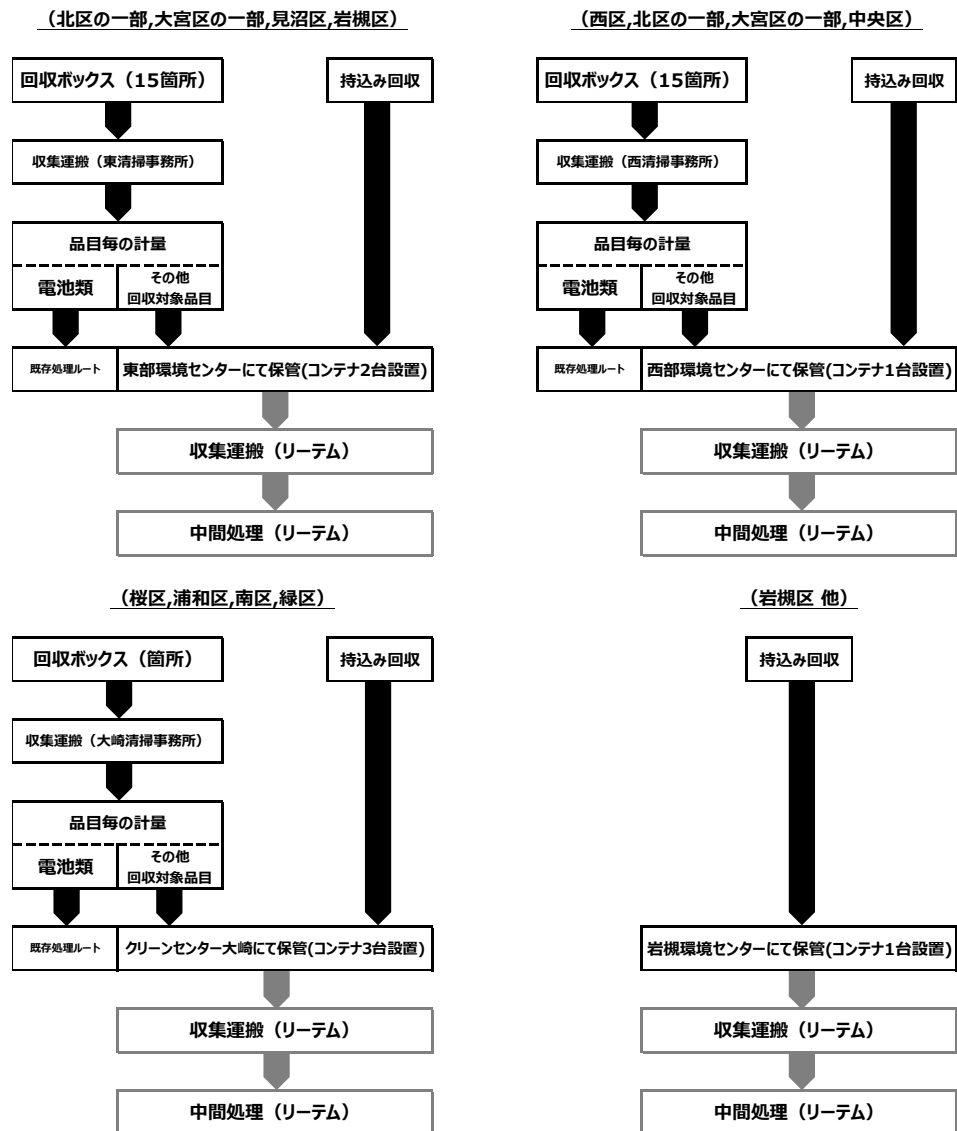 （北区の一部,大宮区の一部,見沼区,岩槻区）
回収ボックス（15箇所）
持込み回収
収集運搬（東清掃事務所）
品目毎の計量
電池類
その他
回収対象品目
既存処理ルート
東部環境センターにて保管(コンテナ2台設置)
収集運搬（リーテム）
中間処理（リーテム）
（西区,北区の一部,大宮区の一部,中央区）
回収ボックス（15箇所）
持込み回収
収集運搬（西清掃事務所）
品目毎の計量
電池類
その他
回収対象品目
既存処理ルート
西部環境センターにて保管(コンテナ1台設置)
収集運搬（リーテム）
中間処理（リーテム）
（桜区,浦和区,南区,緑区）
回収ボックス（箇所）
持込み回収
収集運搬（大崎清掃事務所）
品目毎の計量
電池類
その他
回収対象品目
既存処理ルート
クリーンセンター大崎にて保管(コンテナ3台設置)
収集運搬（リーテム）
中間処理（リーテム）
（岩槻区 他）
持込み回収
岩槻環境センターにて保管(コンテナ1台設置)
収集運搬（リーテム）
中間処理（リーテム）